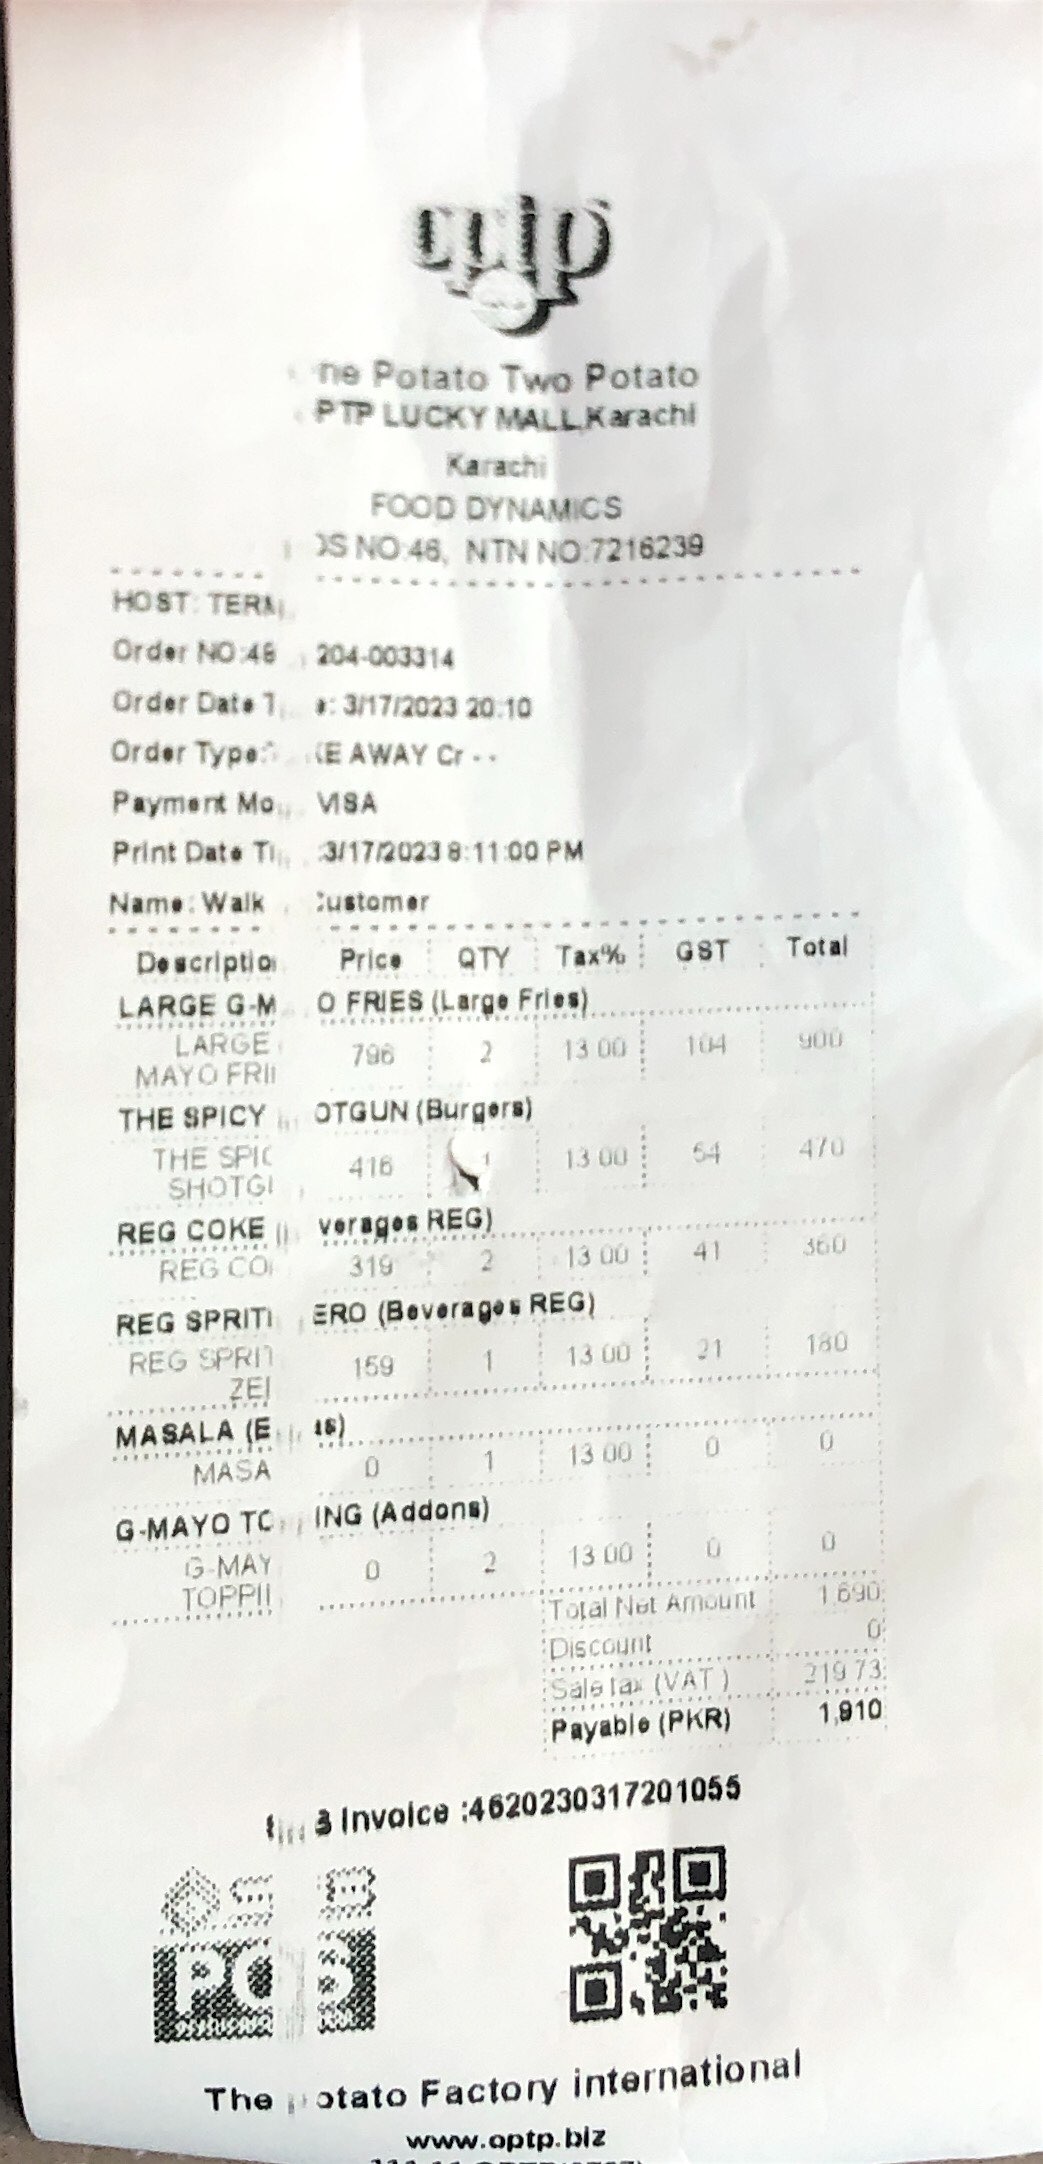 optp
ne Potato Two Potato
PTP LUCKY MALL,Karachi
Karachi
FOOD DYNAMICS
OS NO:46, NTN NO:7216239
HOST: TERM
Order NO:46 204-003314
Order Date T e: 3/17/2023 20:10
Order Type: KE AWAY Cr --
Payment Mo VISA
Print Date Ti :3/17/2023 8:11:00 PM
Name: Walk Customer
Descriptio Price QTY Tax% GST Total
LARGE G-M O FRIES (Large Fries)
LARGE 796 2 13.00 104 900
MAYO FRI
THE SPICY OTGUN (Burgers)
THE SPIC 416 1 13.00 54 470
SHOTG
REG COKE verages REG)
REG CO 319 2 13.00 41 360
REG SPRIT ERO (Beverages REG)
REG SPRIT 159 1 13.00 21 180
ZE
MASALA (E s)
MASA 0 1 13.00 0 0
G-MAYO TO ING (Addons)
G-MAY 0 2 13.00 0 0
TOPPI
Total Net Amount 1,690
Discount 0
Sale tax (VAT ) 219.73
Payable (PKR) 1,910
B Invoice :4620230317201055
The otato Factory international
www.optp.biz